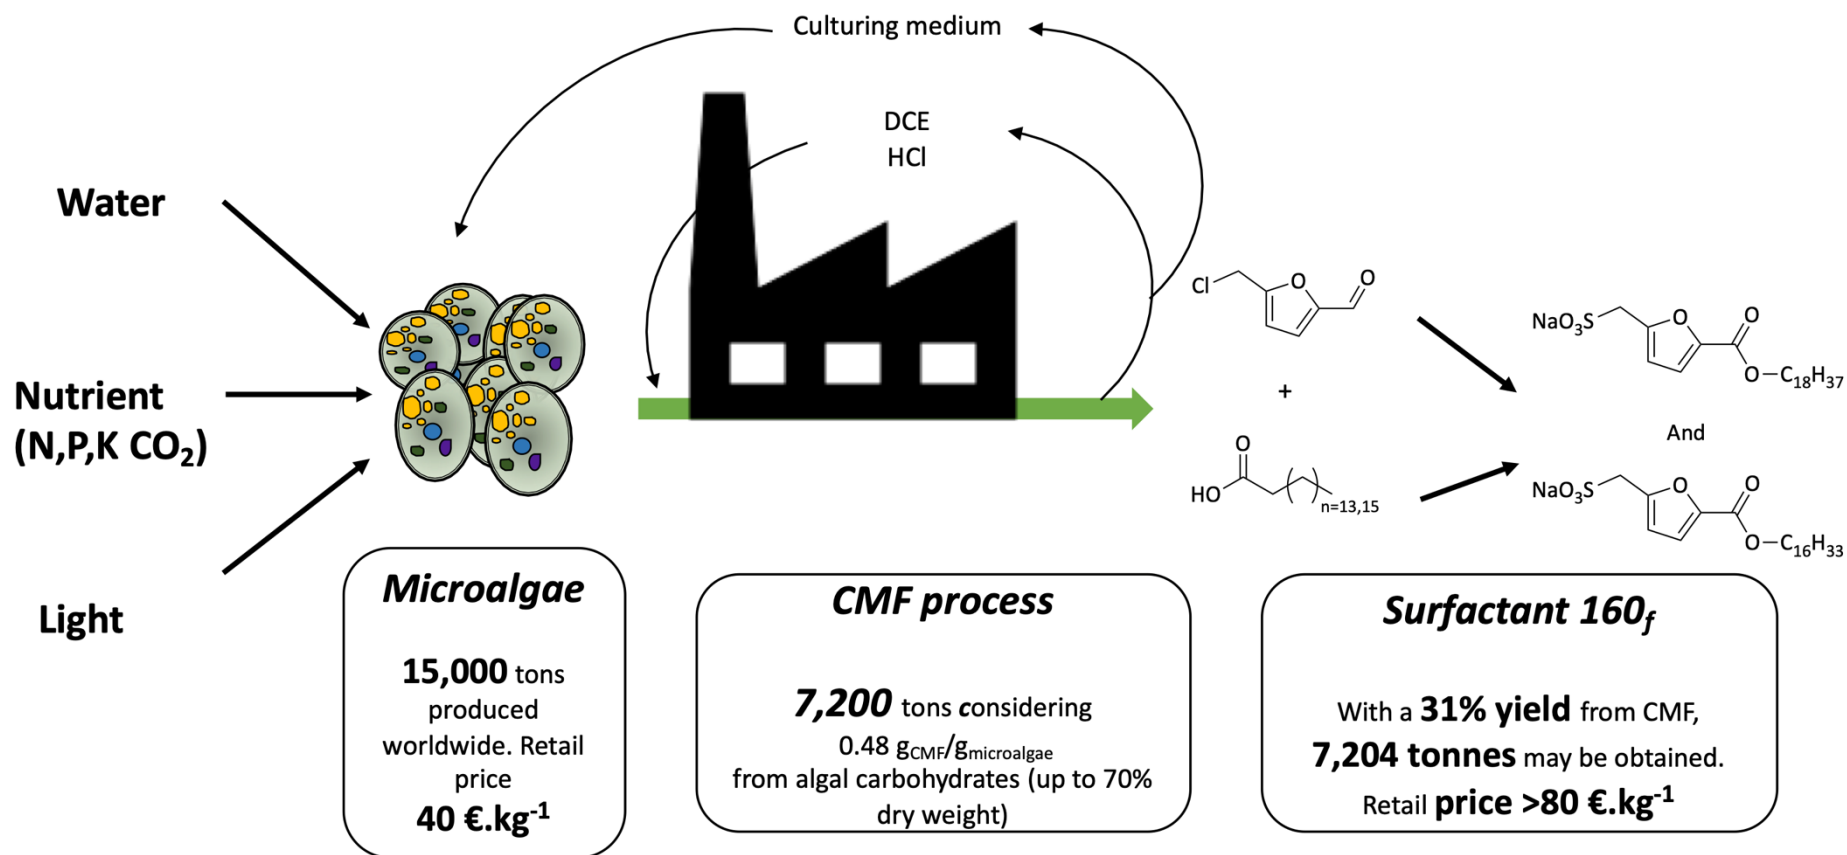 Culturing medium
DCE
HCl
Water
Nutrient
(N,P,K CO₂)
Light
Cl
O
O
+
O
HO
n=13,15
NaO₃S
O
O
O–C₁₈H₃₇
And
NaO₃S
O
O
O–C₁₆H₃₃
Microalgae
15,000 tons
produced
worldwide. Retail
price
40 €.kg⁻¹
CMF process
7,200 tons considering
0.48 g_CMF/g_microalgae
from algal carbohydrates (up to 70%
dry weight)
Surfactant 160_f
With a 31% yield from CMF,
7,204 tonnes may be obtained.
Retail price >80 €.kg⁻¹